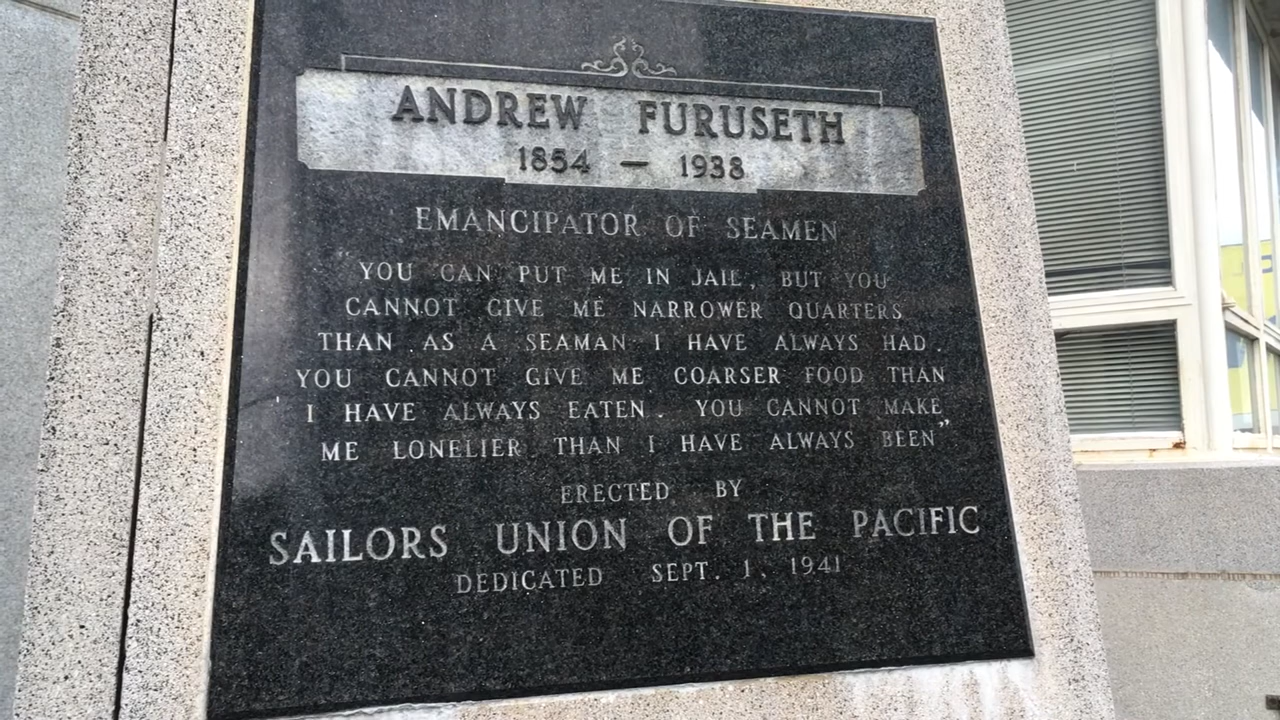 ANDREW FURUSETH
1854 — 1938
EMANCIPATOR OF SEAMEN
"YOU CAN PUT ME IN JAIL, BUT YOU
CANNOT GIVE ME NARROWER QUARTERS
THAN AS A SEAMAN I HAVE ALWAYS HAD.
YOU CANNOT GIVE ME COARSER FOOD THAN
I HAVE ALWAYS EATEN. YOU CANNOT MAKE
ME LONELIER THAN I HAVE ALWAYS BEEN"
ERECTED BY
SAILORS UNION OF THE PACIFIC
DEDICATED SEPT. 1, 1941